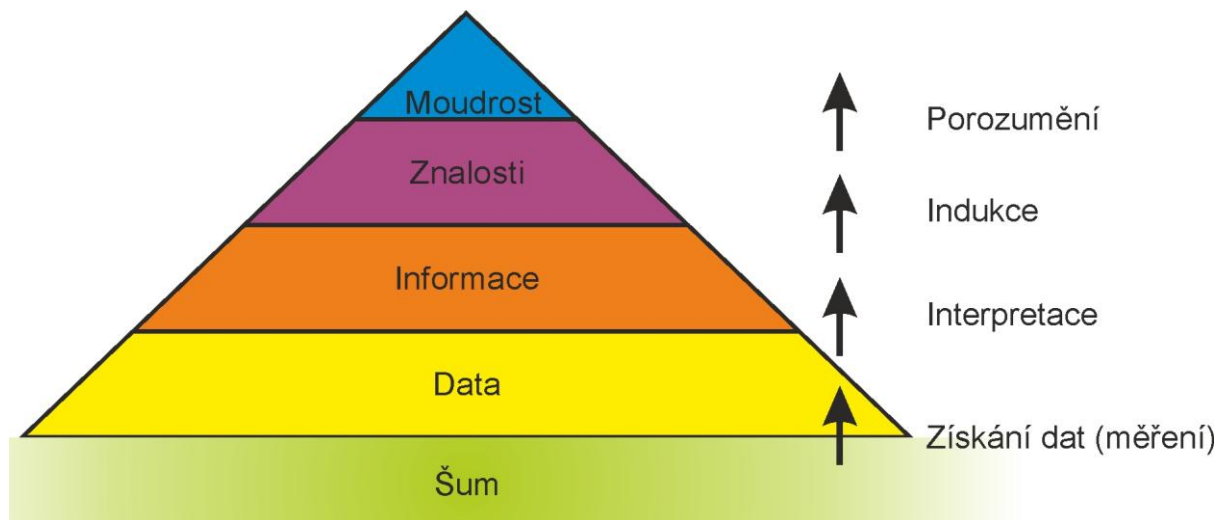 Moudrost
Porozumění
Znalosti
Indukce
Informace
Interpretace
Data
Získání dat (měření)
Šum